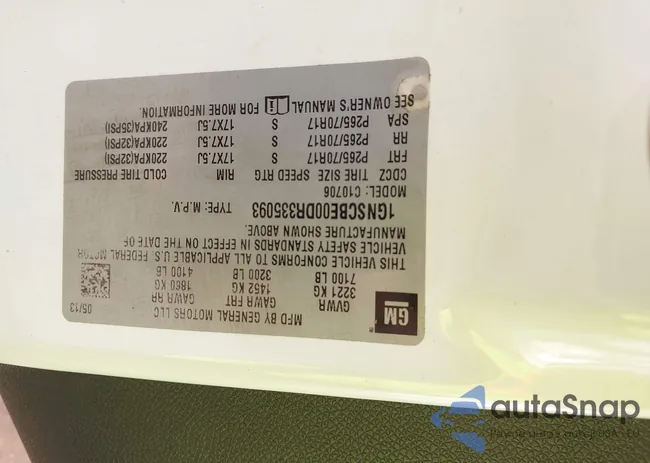 GM
MFD BY GENERAL MOTORS LLC 05/13
GVWR GAWR FRT GAWR RR
3221 KG 1452 KG 1860 KG
7100 LB 3200 LB 4100 LB
THIS VEHICLE CONFORMS TO ALL APPLICABLE U.S. FEDERAL MOTOR
VEHICLE SAFETY STANDARDS IN EFFECT ON THE DATE OF
MANUFACTURE SHOWN ABOVE.
1GNSCBE00DR335093 TYPE: M.P.V.
MODEL: C10706
CDCZ TIRE SIZE SPEED RTG RIM COLD TIRE PRESSURE
FRT P265/70R17 S 17X7.5J 220KPA(32PSI)
RR P265/70R17 S 17X7.5J 220KPA(32PSI)
SPA P265/70R17 S 17X7.5J 240KPA(35PSI)
SEE OWNER'S MANUAL FOR MORE INFORMATION.
autaSnap